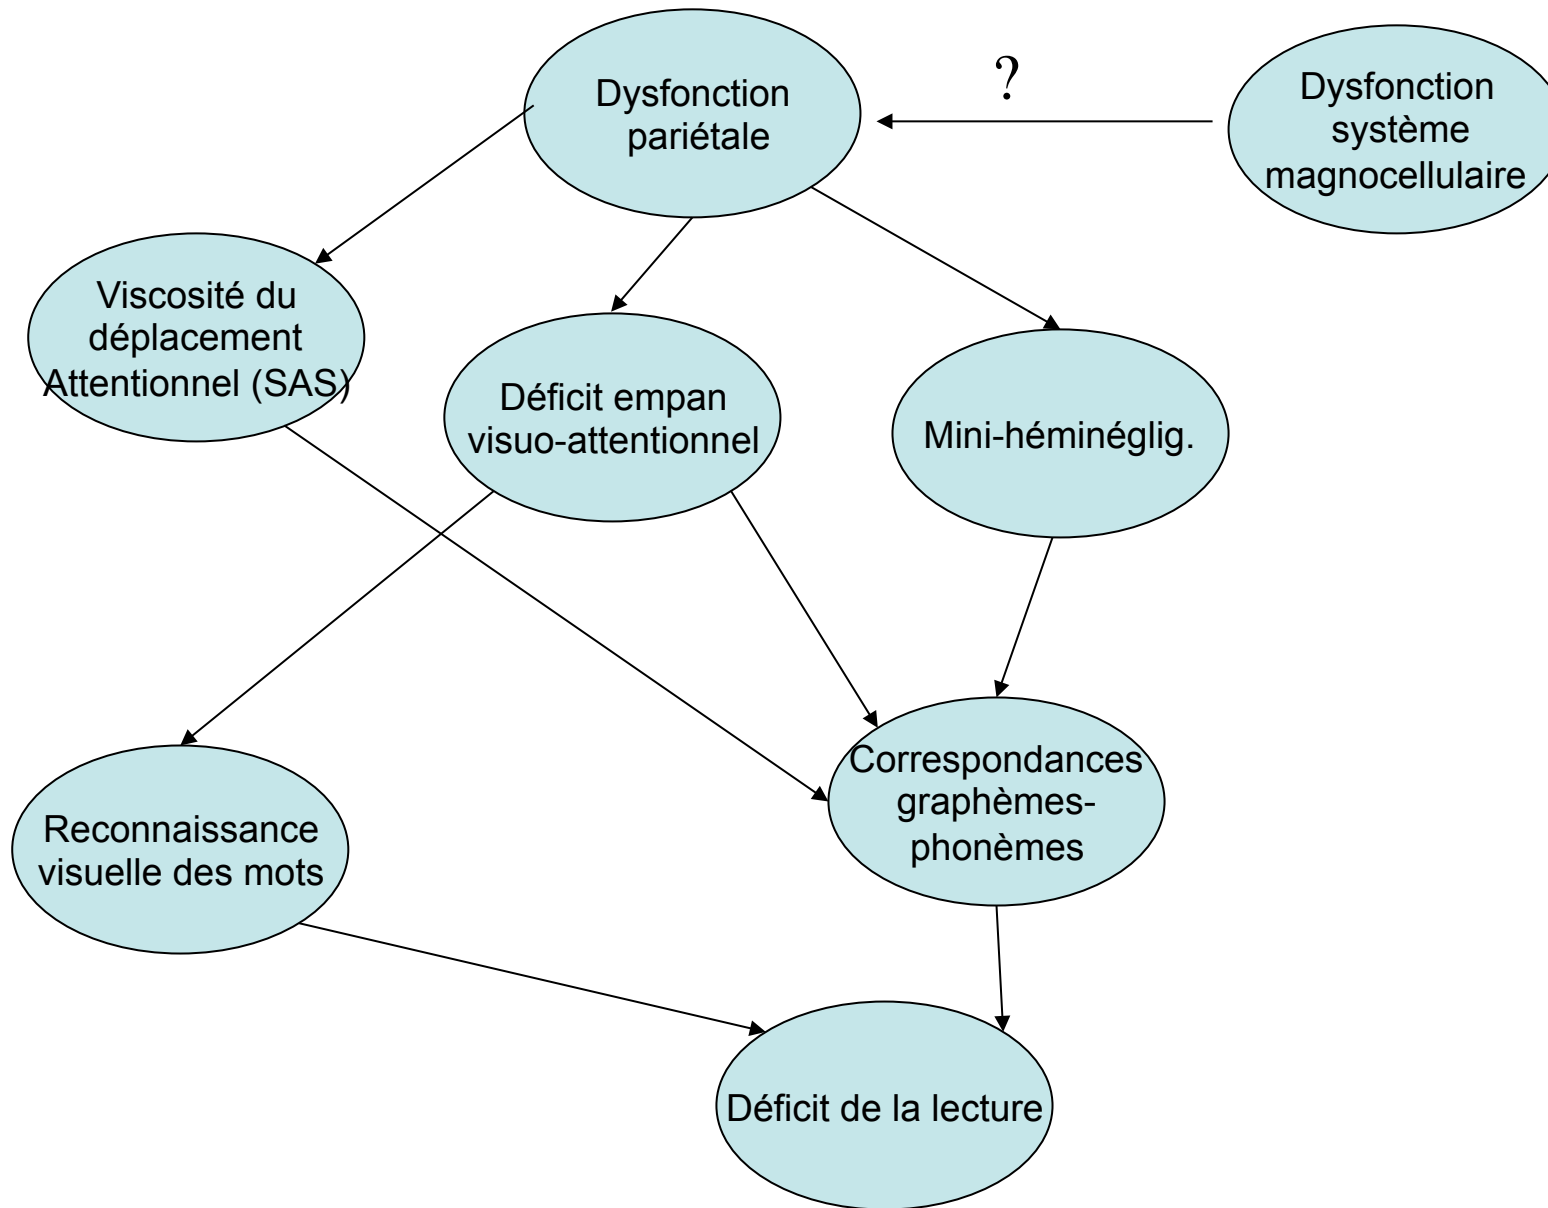 Dysfonction
pariétale
?
Dysfonction
système
magnocellulaire
Viscosité du
déplacement
Attentionnel (SAS)
Déficit empan
visuo-attentionnel
Mini-héminéglig.
Reconnaissance
visuelle des mots
Correspondances
graphèmes-
phonèmes
Déficit de la lecture